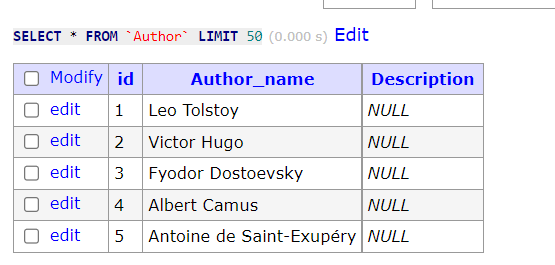 SELECT * FROM `Author` LIMIT 50 (0.000 s) Edit
Modify id Author_name Description
edit 1 Leo Tolstoy NULL
edit 2 Victor Hugo NULL
edit 3 Fyodor Dostoevsky NULL
edit 4 Albert Camus NULL
edit 5 Antoine de Saint-Exupéry NULL